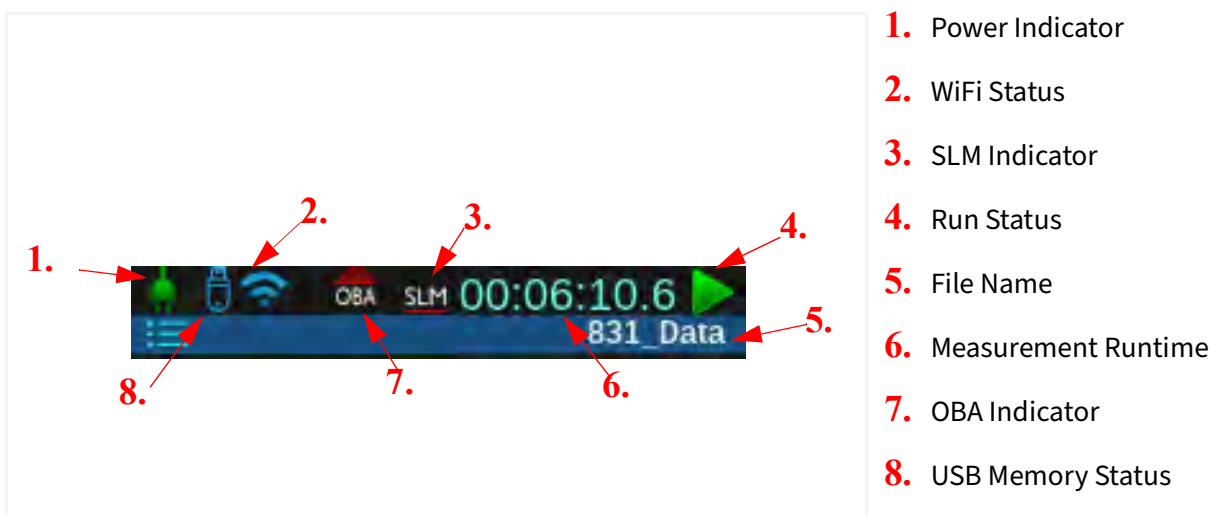 1. Power Indicator
2. WiFi Status
3. SLM Indicator
4. Run Status
5. File Name
6. Measurement Runtime
7. OBA Indicator
8. USB Memory Status
2.
3.
4.
1.
OBA SLM 00:06:10.6
831_Data
5.
8.
7.
6.